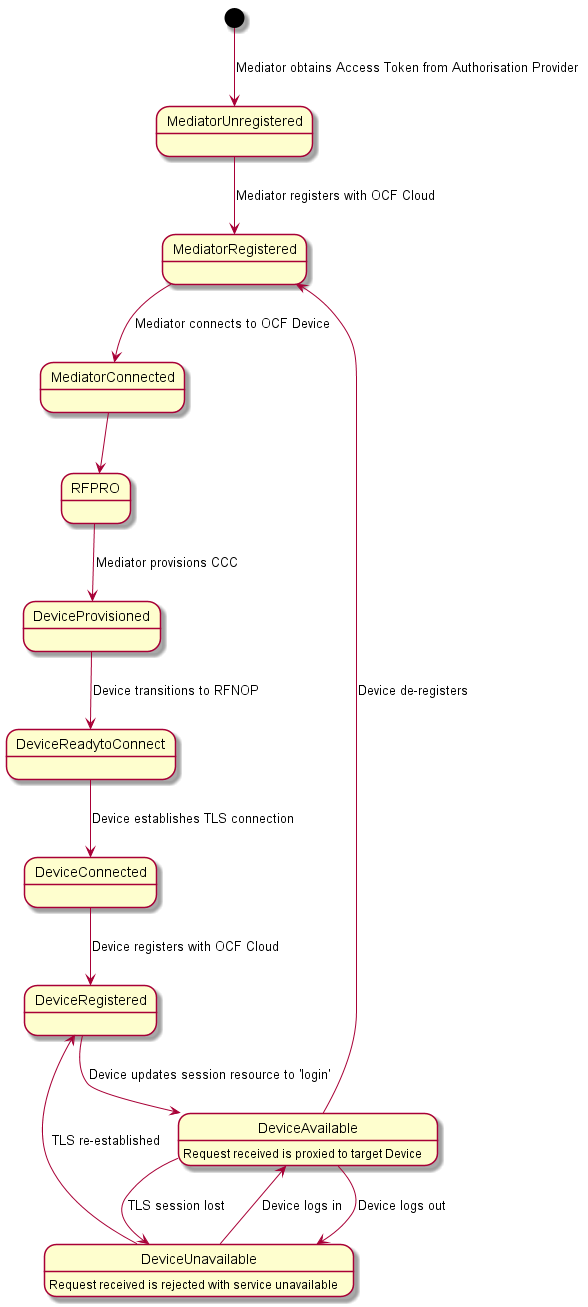 Mediator obtains Access Token from Authorisation Provider
MediatorUnregistered
Mediator registers with OCF Cloud
MediatorRegistered
Mediator connects to OCF Device
MediatorConnected
RFPRO
Mediator provisions CCC
DeviceProvisioned
Device transitions to RFNOP
Device de-registers
DeviceReadytoConnect
Device establishes TLS connection
DeviceConnected
Device registers with OCF Cloud
DeviceRegistered
Device updates session resource to 'login'
DeviceAvailable
Request received is proxied to target Device
TLS re-established
TLS session lost
Device logs in
Device logs out
DeviceUnavailable
Request received is rejected with service unavailable